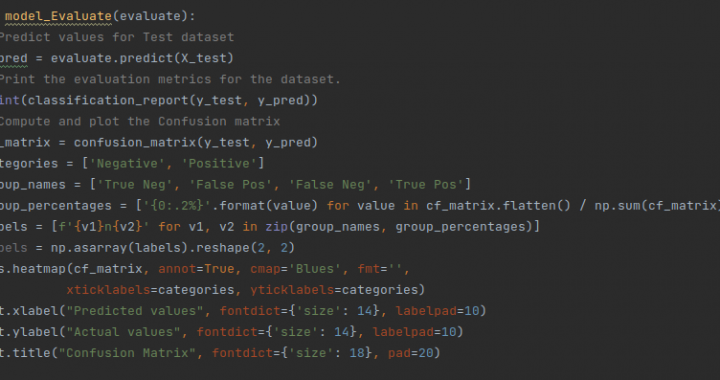 model_Evaluate(evaluate):
Predict values for Test dataset
pred = evaluate.predict(X_test)
Print the evaluation metrics for the dataset.
int(classification_report(y_test, y_pred))
Compute and plot the Confusion matrix
_matrix = confusion_matrix(y_test, y_pred)
tegories = ['Negative', 'Positive']
oup_names = ['True Neg', 'False Pos', 'False Neg', 'True Pos']
oup_percentages = ['{0:.2%}'.format(value) for value in cf_matrix.flatten() / np.sum(cf_matrix)
bels = [f'{v1}n{v2}' for v1, v2 in zip(group_names, group_percentages)]
bels = np.asarray(labels).reshape(2, 2)
s.heatmap(cf_matrix, annot=True, cmap='Blues', fmt='',
xticklabels=categories, yticklabels=categories)
t.xlabel("Predicted values", fontdict={'size': 14}, labelpad=10)
t.ylabel("Actual values", fontdict={'size': 14}, labelpad=10)
t.title("Confusion Matrix", fontdict={'size': 18}, pad=20)